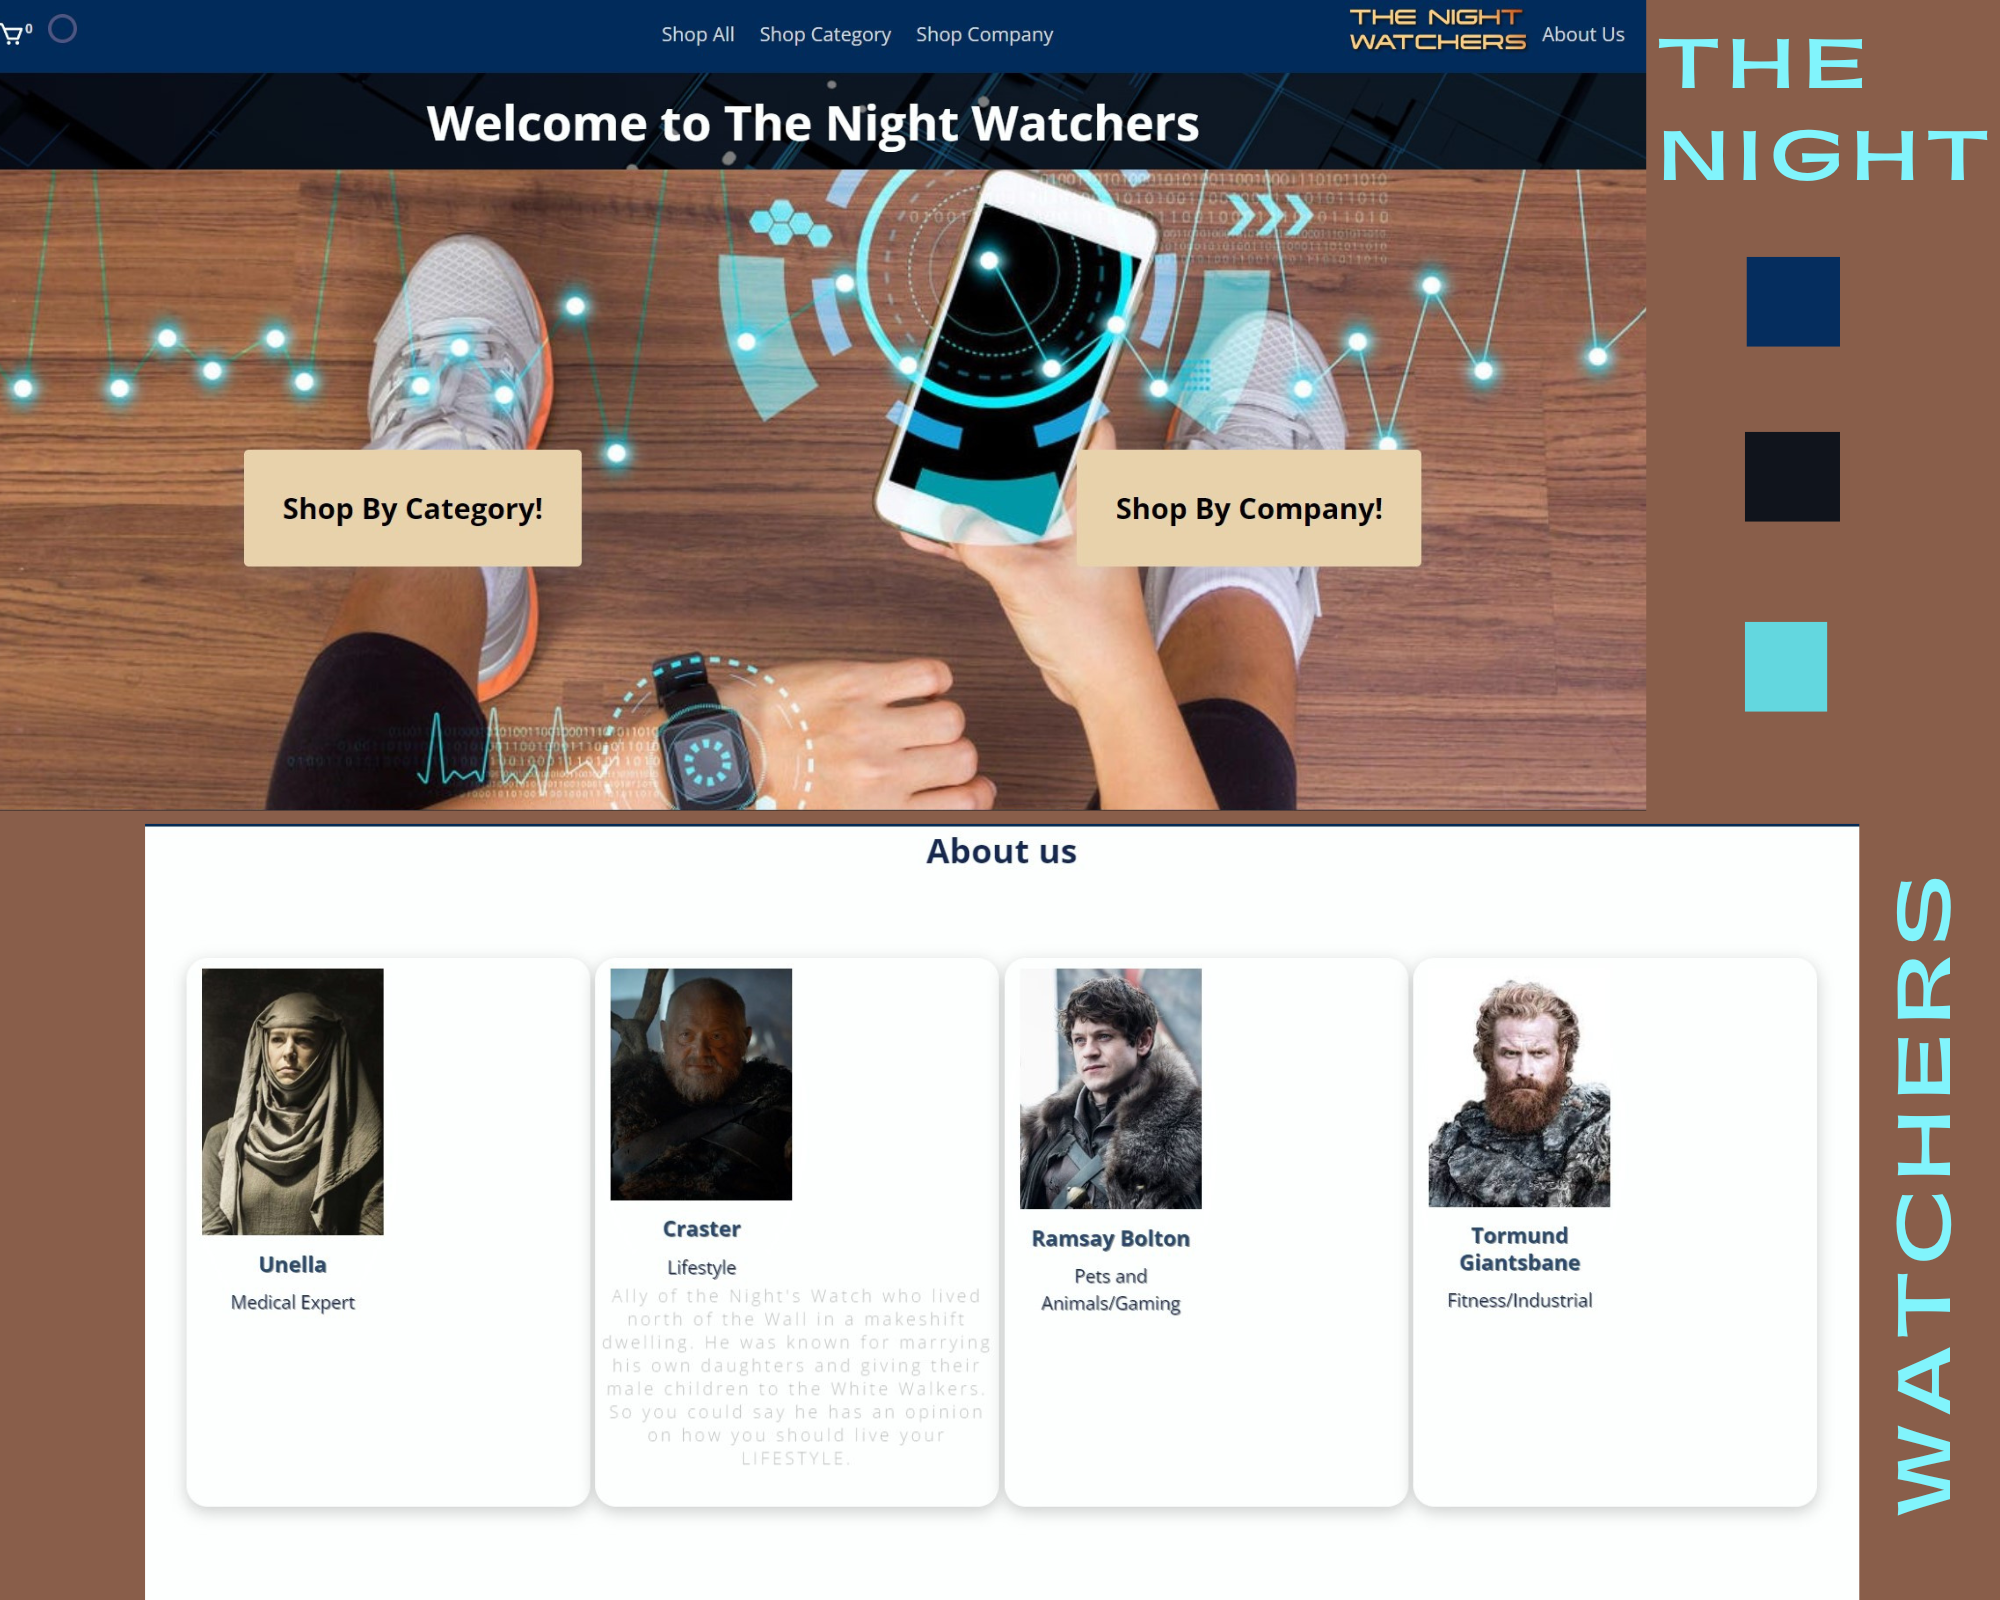 0
Shop All
Shop Category
Shop Company
THE NIGHT
WATCHERS
About Us
THE
NIGHT
Welcome to The Night Watchers
Shop By Category!
Shop By Company!
About us
Unella
Medical Expert
Craster
Lifestyle
Ally of the Night's Watch who lived
north of the Wall in a makeshift
dwelling. He was known for marrying
his own daughters and giving their
male children to the White Walkers.
So you could say he has an opinion
on how you should live your
LIFESTYLE.
Ramsay Bolton
Pets and
Animals/Gaming
Tormund
Giantsbane
Fitness/Industrial
WATCHERS